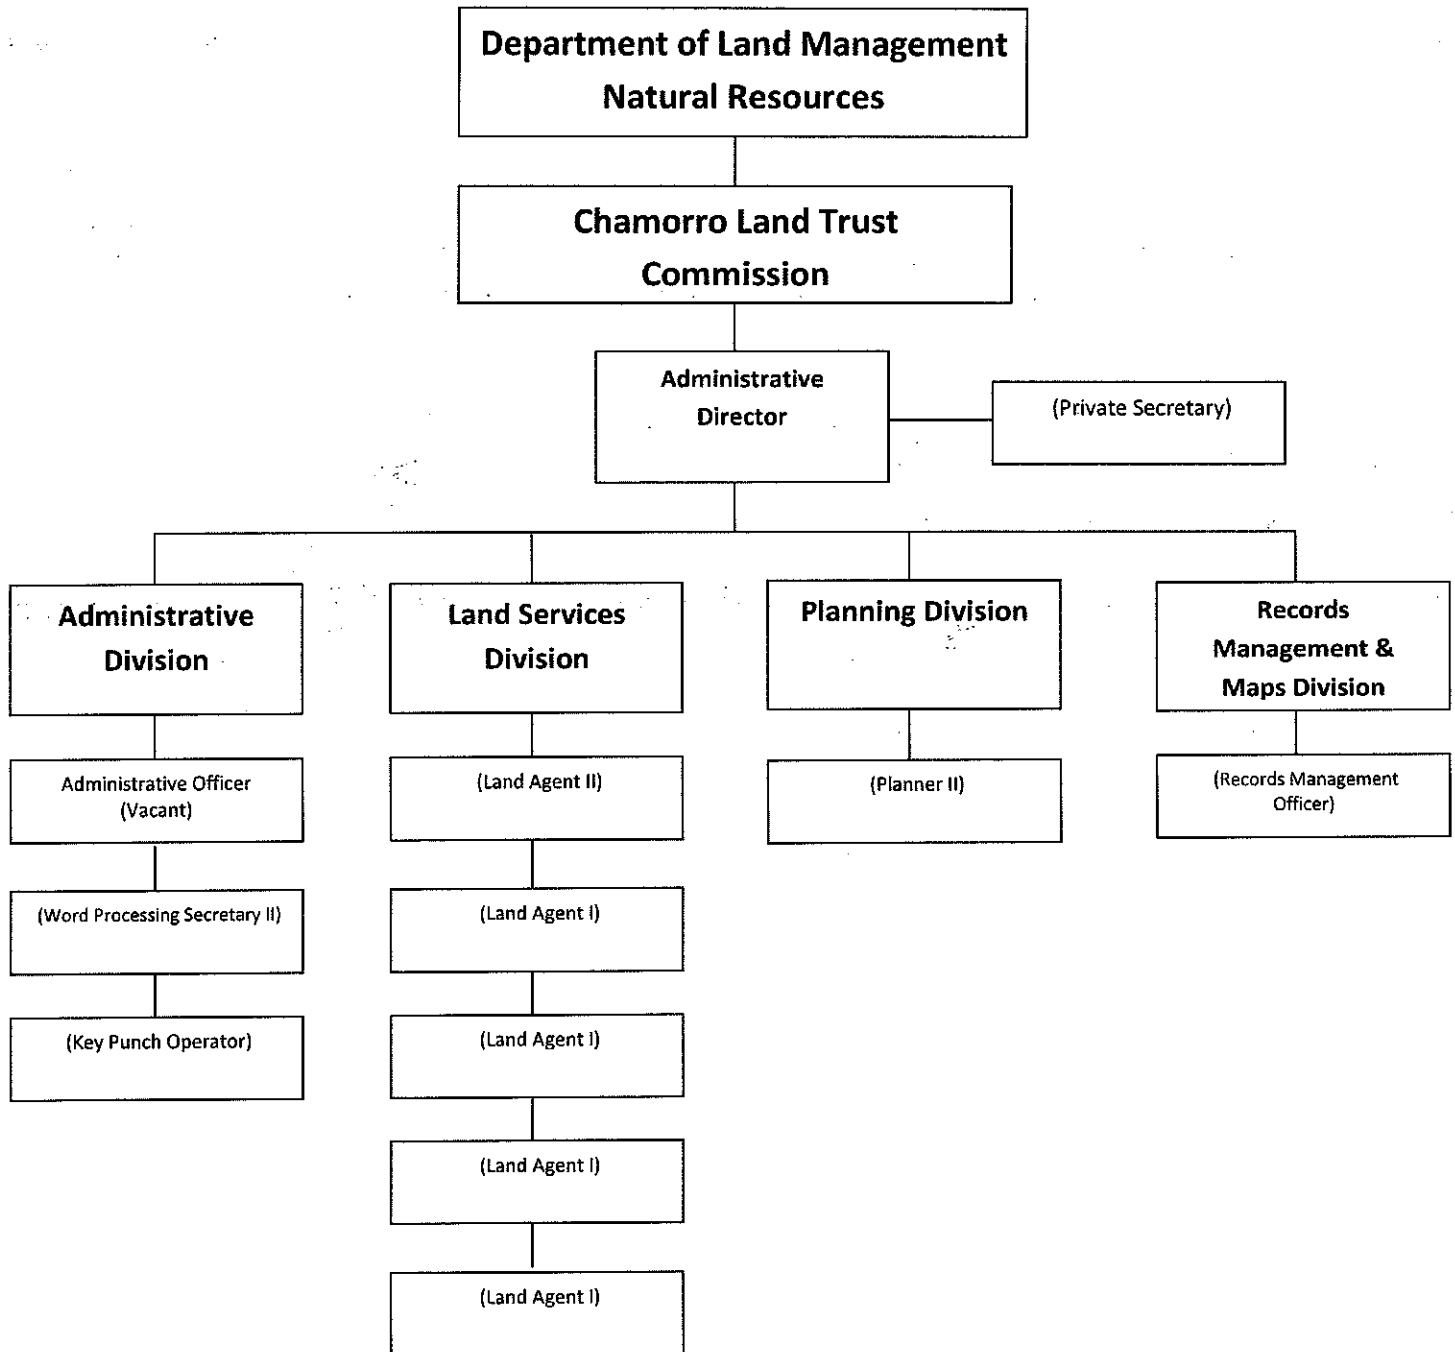 Department of Land Management
Natural Resources
Chamorro Land Trust
Commission
Administrative
Director
(Private Secretary)
Administrative
Division
Land Services
Division
Planning Division
Records
Management &
Maps Division
Administrative Officer
(Vacant)
(Land Agent II)
(Planner II)
(Records Management
Officer)
(Word Processing Secretary II)
(Land Agent I)
(Key Punch Operator)
(Land Agent I)
(Land Agent I)
(Land Agent I)